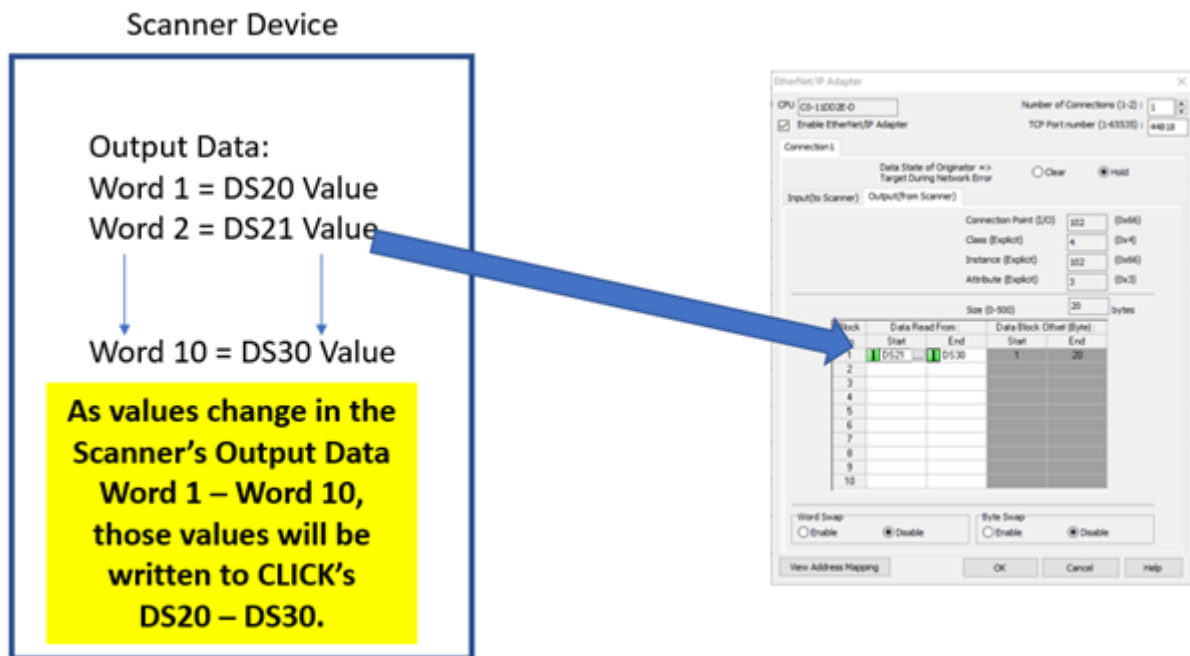 Scanner Device
Output Data:
Word 1 = DS20 Value
Word 2 = DS21 Value
Word 10 = DS30 Value
As values change in the
Scanner's Output Data
Word 1 – Word 10,
those values will be
written to CLICK's
DS20 – DS30.
EtherNet/IP Adapter
CPU C0-11DD2E-D Number of Connections (1-2) : 1
Enable EtherNet/IP Adapter TCP Port number (1-65535) : 44818
Connection1
Data State of Originator =>
Target During Network Error Clear Hold
Input(to Scanner) Output(from Scanner)
Connection Point (I/O) 102 (0x66)
Class (Explicit) 4 (0x4)
Instance (Explicit) 102 (0x66)
Attribute (Explicit) 3 (0x3)
Size (0-500) 20 bytes
Block Data Read From : Data Block Offset (Byte) :
Start End Start End
1 DS21 ... DS30 1 20
2
3
4
5
6
7
8
9
10
Word Swap Byte Swap
Enable Disable Enable Disable
View Address Mapping OK Cancel Help